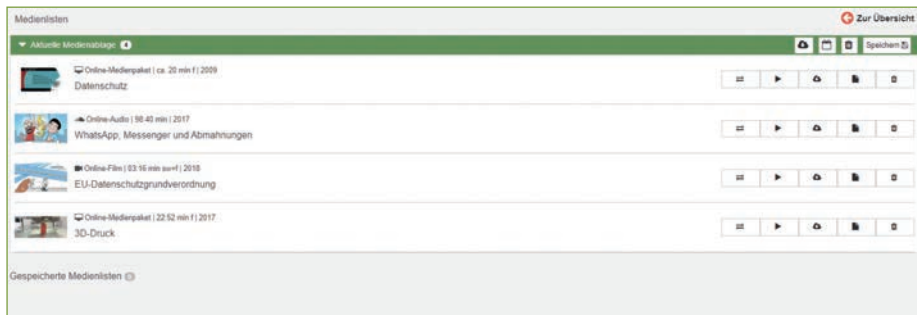 Medienlisten
Zur Übersicht
Aktuelle Medienablage 4
Speichern
Online-Medienpaket | ca. 20 min f | 2009
Datenschutz
Online-Audio | 98:40 min | 2017
WhatsApp, Messenger und Abmahnungen
Online-Film | 03:16 min sw+f | 2018
EU-Datenschutzgrundverordnung
Online-Medienpaket | 22:52 min f | 2017
3D-Druck
Gespeicherte Medienlisten